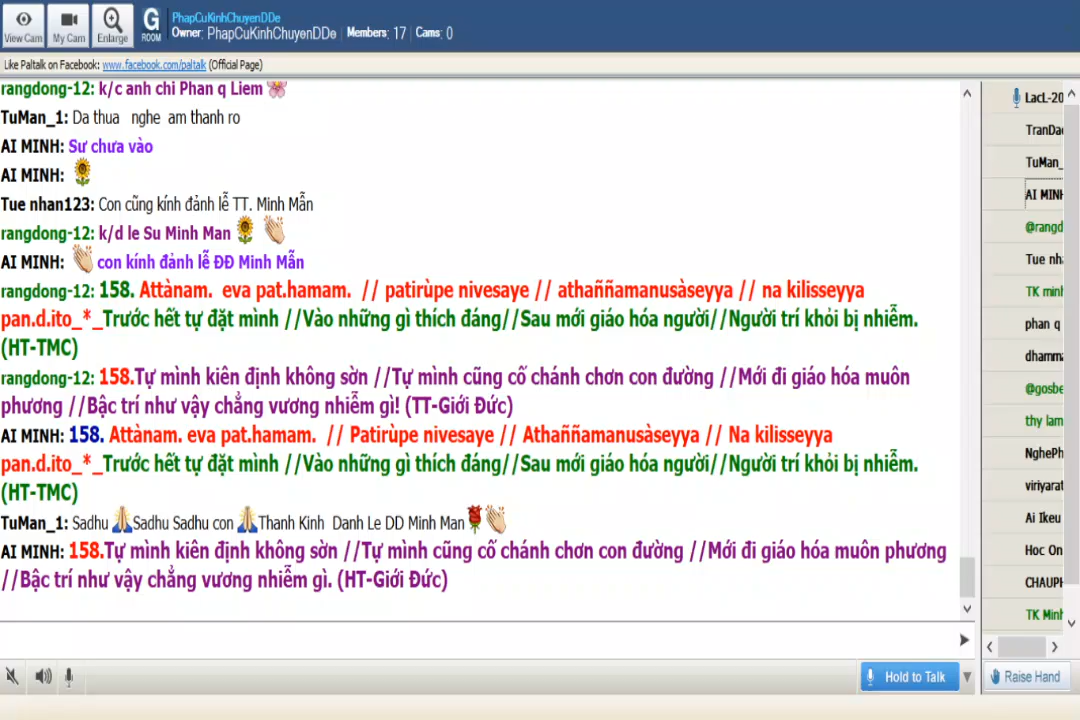 View Cam
My Cam
Enlarge
G
ROOM
PhapCuKinhChuyenDDe
Owner: PhapCuKinhChuyenDDe Members: 17 Cams: 0
Like Paltalk on Facebook: www.facebook.com/paltalk (Official Page)
rangdong-12: k/c anh chi Phan q Liem
TuMan_1: Da thua nghe am thanh ro
AI MINH: Sư chưa vào
AI MINH:
Tue nhan123: Con cũng kính đảnh lễ TT. Minh Mẫn
rangdong-12: k/d le Su Minh Man
AI MINH: con kính đảnh lễ ĐĐ Minh Mẫn
rangdong-12: 158. Attànam. eva pat.hamam. // patirùpe nivesaye // athaññamanusàseyya // na kilisseyya
pan.d.ito_*_Trước hết tự đặt mình //Vào những gì thích đáng//Sau mới giáo hóa người//Người trí khỏi bị nhiễm.
(HT-TMC)
rangdong-12: 158.Tự mình kiên định không sờn //Tự mình cũng cố chánh chơn con đường //Mới đi giáo hóa muôn
phương //Bậc trí như vậy chẳng vương nhiễm gì! (TT-Giới Đức)
AI MINH: 158. Attànam. eva pat.hamam. // Patirùpe nivesaye // Athaññamanusàseyya // Na kilisseyya
pan.d.ito_*_Trước hết tự đặt mình //Vào những gì thích đáng//Sau mới giáo hóa người//Người trí khỏi bị nhiễm.
(HT-TMC)
TuMan_1: Sadhu Sadhu Sadhu con Thanh Kinh Danh Le DD Minh Man
AI MINH: 158.Tự mình kiên định không sờn //Tự mình cũng cố chánh chơn con đường //Mới đi giáo hóa muôn phương
//Bậc trí như vậy chẳng vương nhiễm gì. (HT-Giới Đức)
LacL-20
TranDac
TuMan_
AI MINH
@rangd
Tue nha
TK minh
phan q
dhamma
@gosbe
thy lam
NghePh
viriyarat
Ai Ikeu
Hoc On
CHAUPH
TK Minh
Hold to Talk
Raise Hand